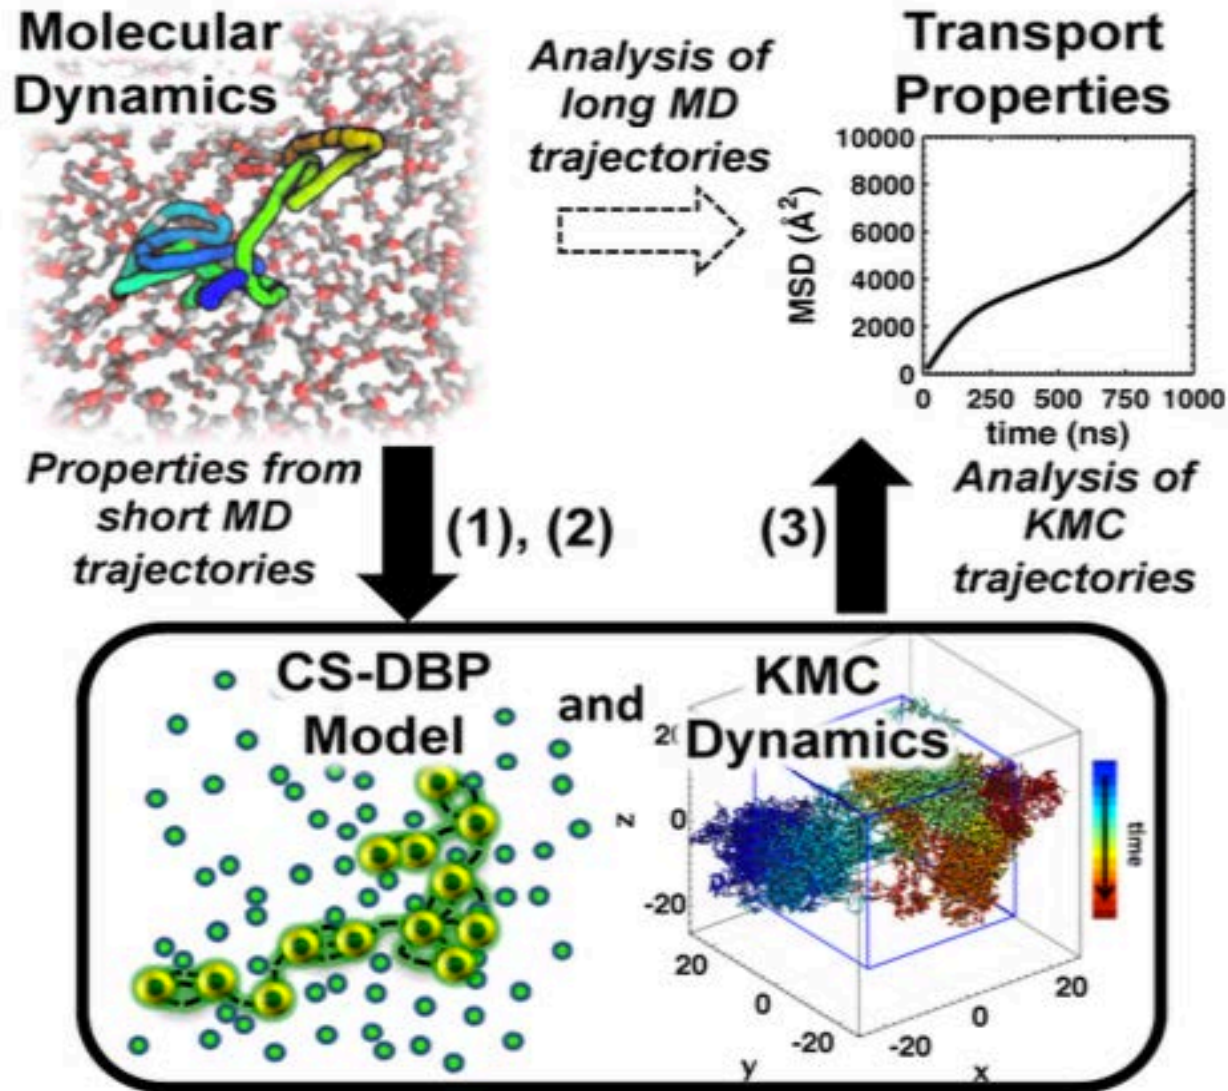 Molecular
Dynamics
Analysis of
long MD
trajectories
Transport
Properties
MSD (Å²)
10000
8000
6000
4000
2000
0
0 250 500 750 1000
time (ns)
Properties from
short MD
trajectories
(1), (2)
(3)
Analysis of
KMC
trajectories
CS-DBP
Model
and
KMC
Dynamics
z
0
-20
20
0
-20
y
-20
0
20
x
time